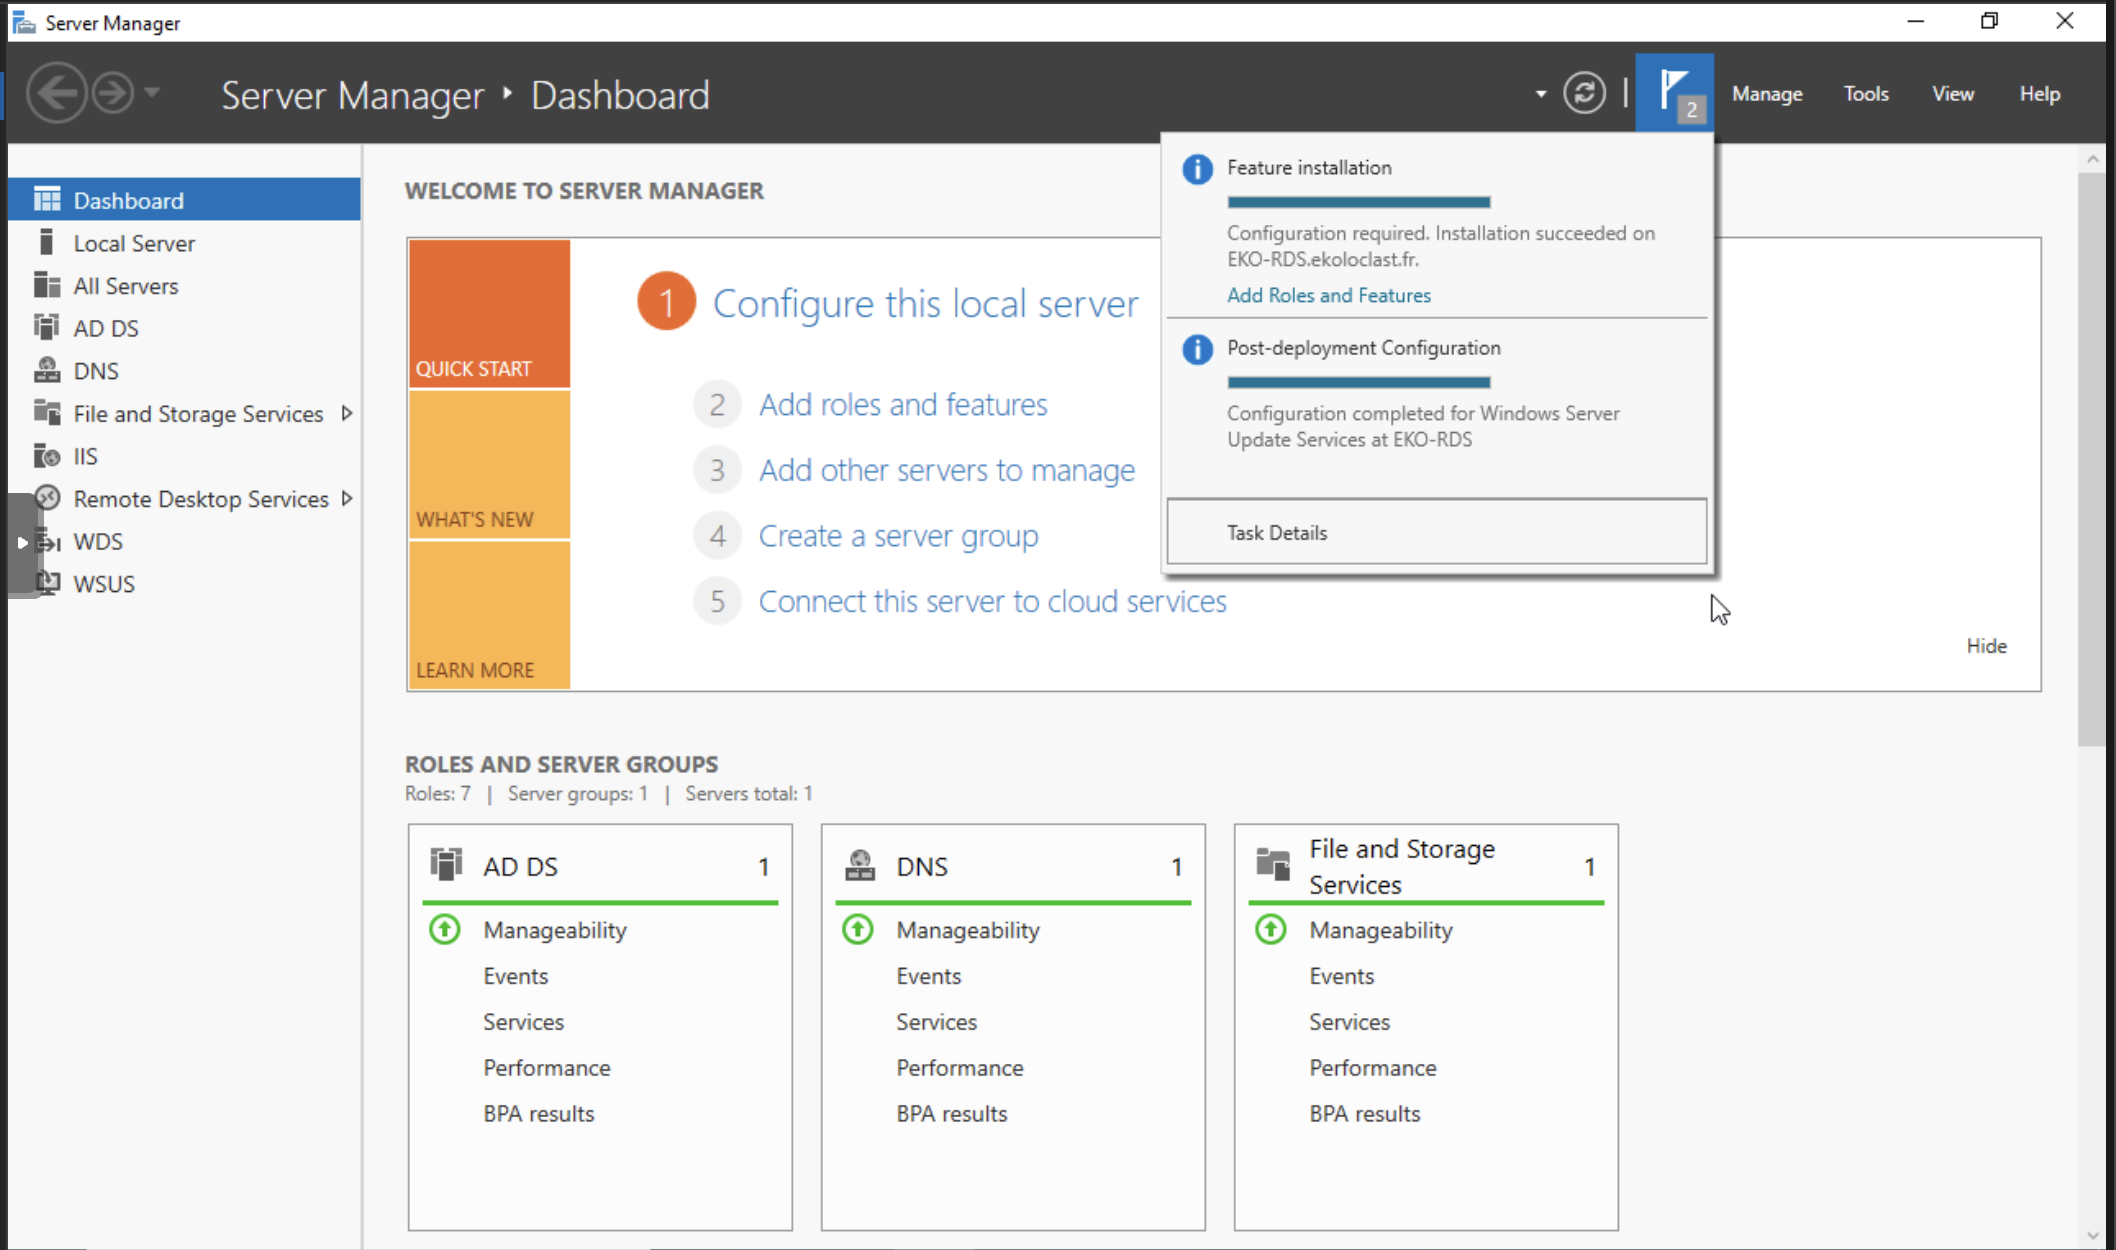 Server Manager
Server Manager ‣ Dashboard
2
Manage
Tools
View
Help
Dashboard
Local Server
All Servers
AD DS
DNS
File and Storage Services
IIS
Remote Desktop Services
WDS
WSUS
WELCOME TO SERVER MANAGER
QUICK START
WHAT'S NEW
LEARN MORE
1 Configure this local server
2 Add roles and features
3 Add other servers to manage
4 Create a server group
5 Connect this server to cloud services
Hide
Feature installation
Configuration required. Installation succeeded on
EKO-RDS.ekoloclast.fr.
Add Roles and Features
Post-deployment Configuration
Configuration completed for Windows Server
Update Services at EKO-RDS
Task Details
ROLES AND SERVER GROUPS
Roles: 7 | Server groups: 1 | Servers total: 1
AD DS 1
Manageability
Events
Services
Performance
BPA results
DNS 1
Manageability
Events
Services
Performance
BPA results
File and Storage
Services
1
Manageability
Events
Services
Performance
BPA results